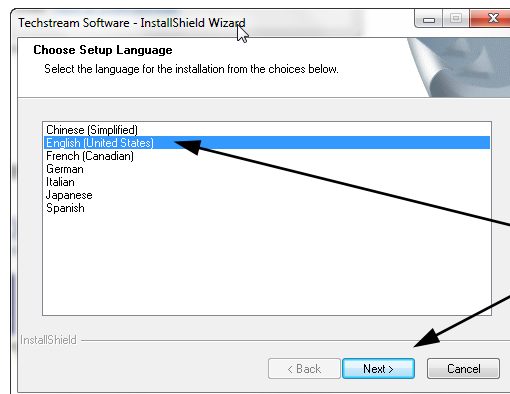 Techstream Software - InstallShield Wizard
Choose Setup Language
Select the language for the installation from the choices below.
Chinese (Simplified)
English (United States)
French (Canadian)
German
Italian
Japanese
Spanish
InstallShield
< Back
Next >
Cancel